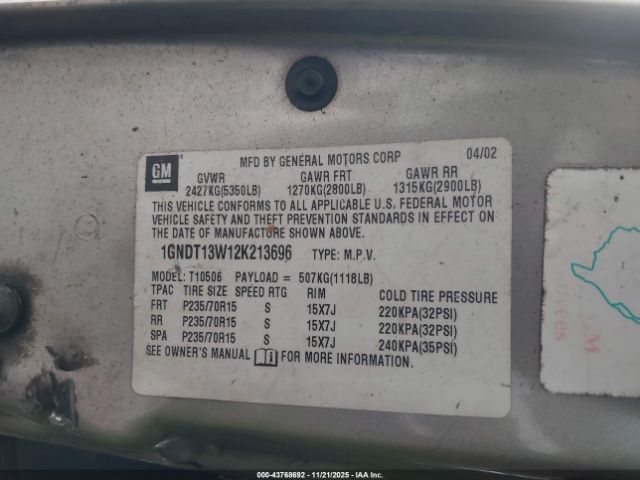 GM
MFD BY GENERAL MOTORS CORP 04/02
GVWR GAWR FRT GAWR RR
2427KG(5350LB) 1270KG(2800LB) 1315KG(2900LB)
THIS VEHICLE CONFORMS TO ALL APPLICABLE U.S. FEDERAL MOTOR
VEHICLE SAFETY AND THEFT PREVENTION STANDARDS IN EFFECT ON
THE DATE OF MANUFACTURE SHOWN ABOVE.
1GNDT13W12K213696 TYPE: M.P.V.
MODEL: T10506 PAYLOAD = 507KG(1118LB)
TPAC TIRE SIZE SPEED RTG RIM COLD TIRE PRESSURE
FRT P235/70R15 S 15X7J 220KPA(32PSI)
RR P235/70R15 S 15X7J 220KPA(32PSI)
SPA P235/70R15 S 15X7J 240KPA(35PSI)
SEE OWNER'S MANUAL FOR MORE INFORMATION.
000-43768692 - 11/21/2025 - IAA Inc.